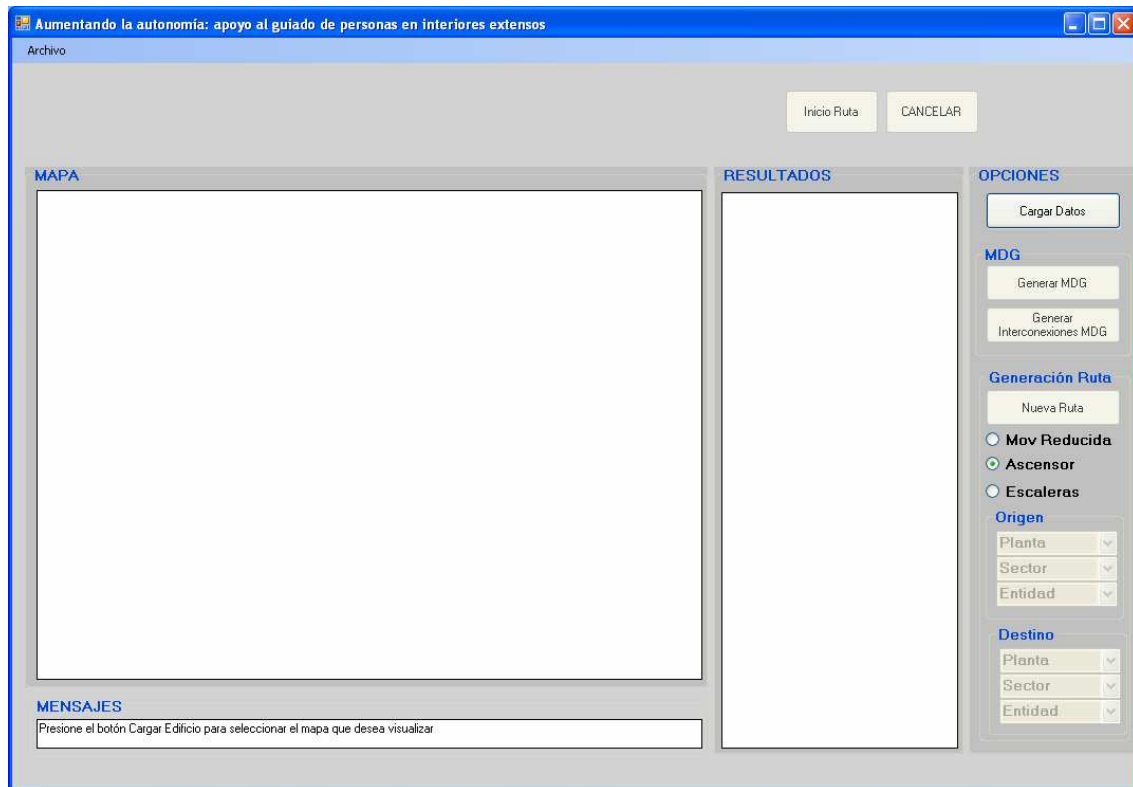 Aumentando la autonomía: apoyo al guiado de personas en interiores extensos
Archivo
Inicio Ruta
CANCELAR
MAPA
RESULTADOS
OPCIONES
Cargar Datos
MDG
Generar MDG
Generar
Interconexiones MDG
Generación Ruta
Nueva Ruta
Mov Reducida
Ascensor
Escaleras
Origen
Planta
Sector
Entidad
Destino
Planta
Sector
Entidad
MENSAJES
Presione el botón Cargar Edificio para seleccionar el mapa que desea visualizar